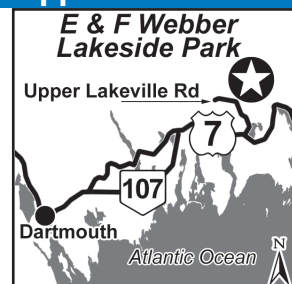 E & F Webber
Lakeside Park
Upper Lakeville Rd
7
107
Dartmouth
Atlantic Ocean
N